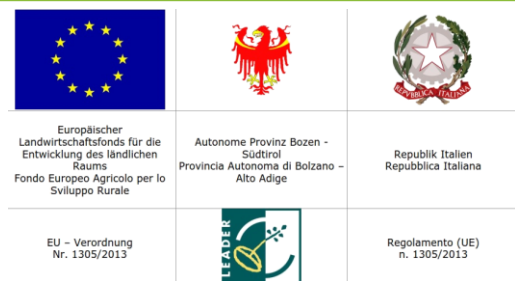 REPVBBLICA ITALIANA
Europäischer
Landwirtschaftsfonds für die
Entwicklung des ländlichen
Raums
Fondo Europeo Agricolo per lo
Sviluppo Rurale
Autonome Provinz Bozen -
Südtirol
Provincia Autonoma di Bolzano –
Alto Adige
Republik Italien
Repubblica Italiana
EU – Verordnung
Nr. 1305/2013
LEADER
Regolamento (UE)
n. 1305/2013